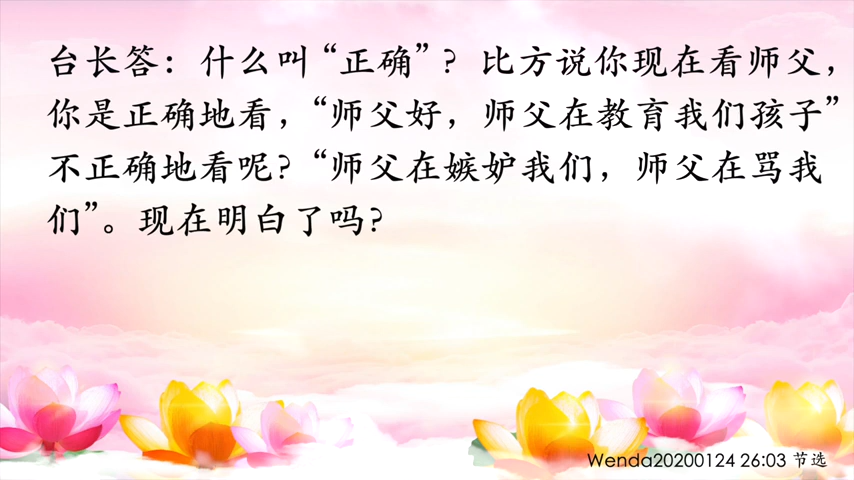 台长答：什么叫“正确”？比方说你现在看师父，
你是正确地看，“师父好，师父在教育我们孩子”
不正确地看呢？“师父在嫉妒我们，师父在骂我
们”。现在明白了吗？
Wenda20200124 26:03 节选